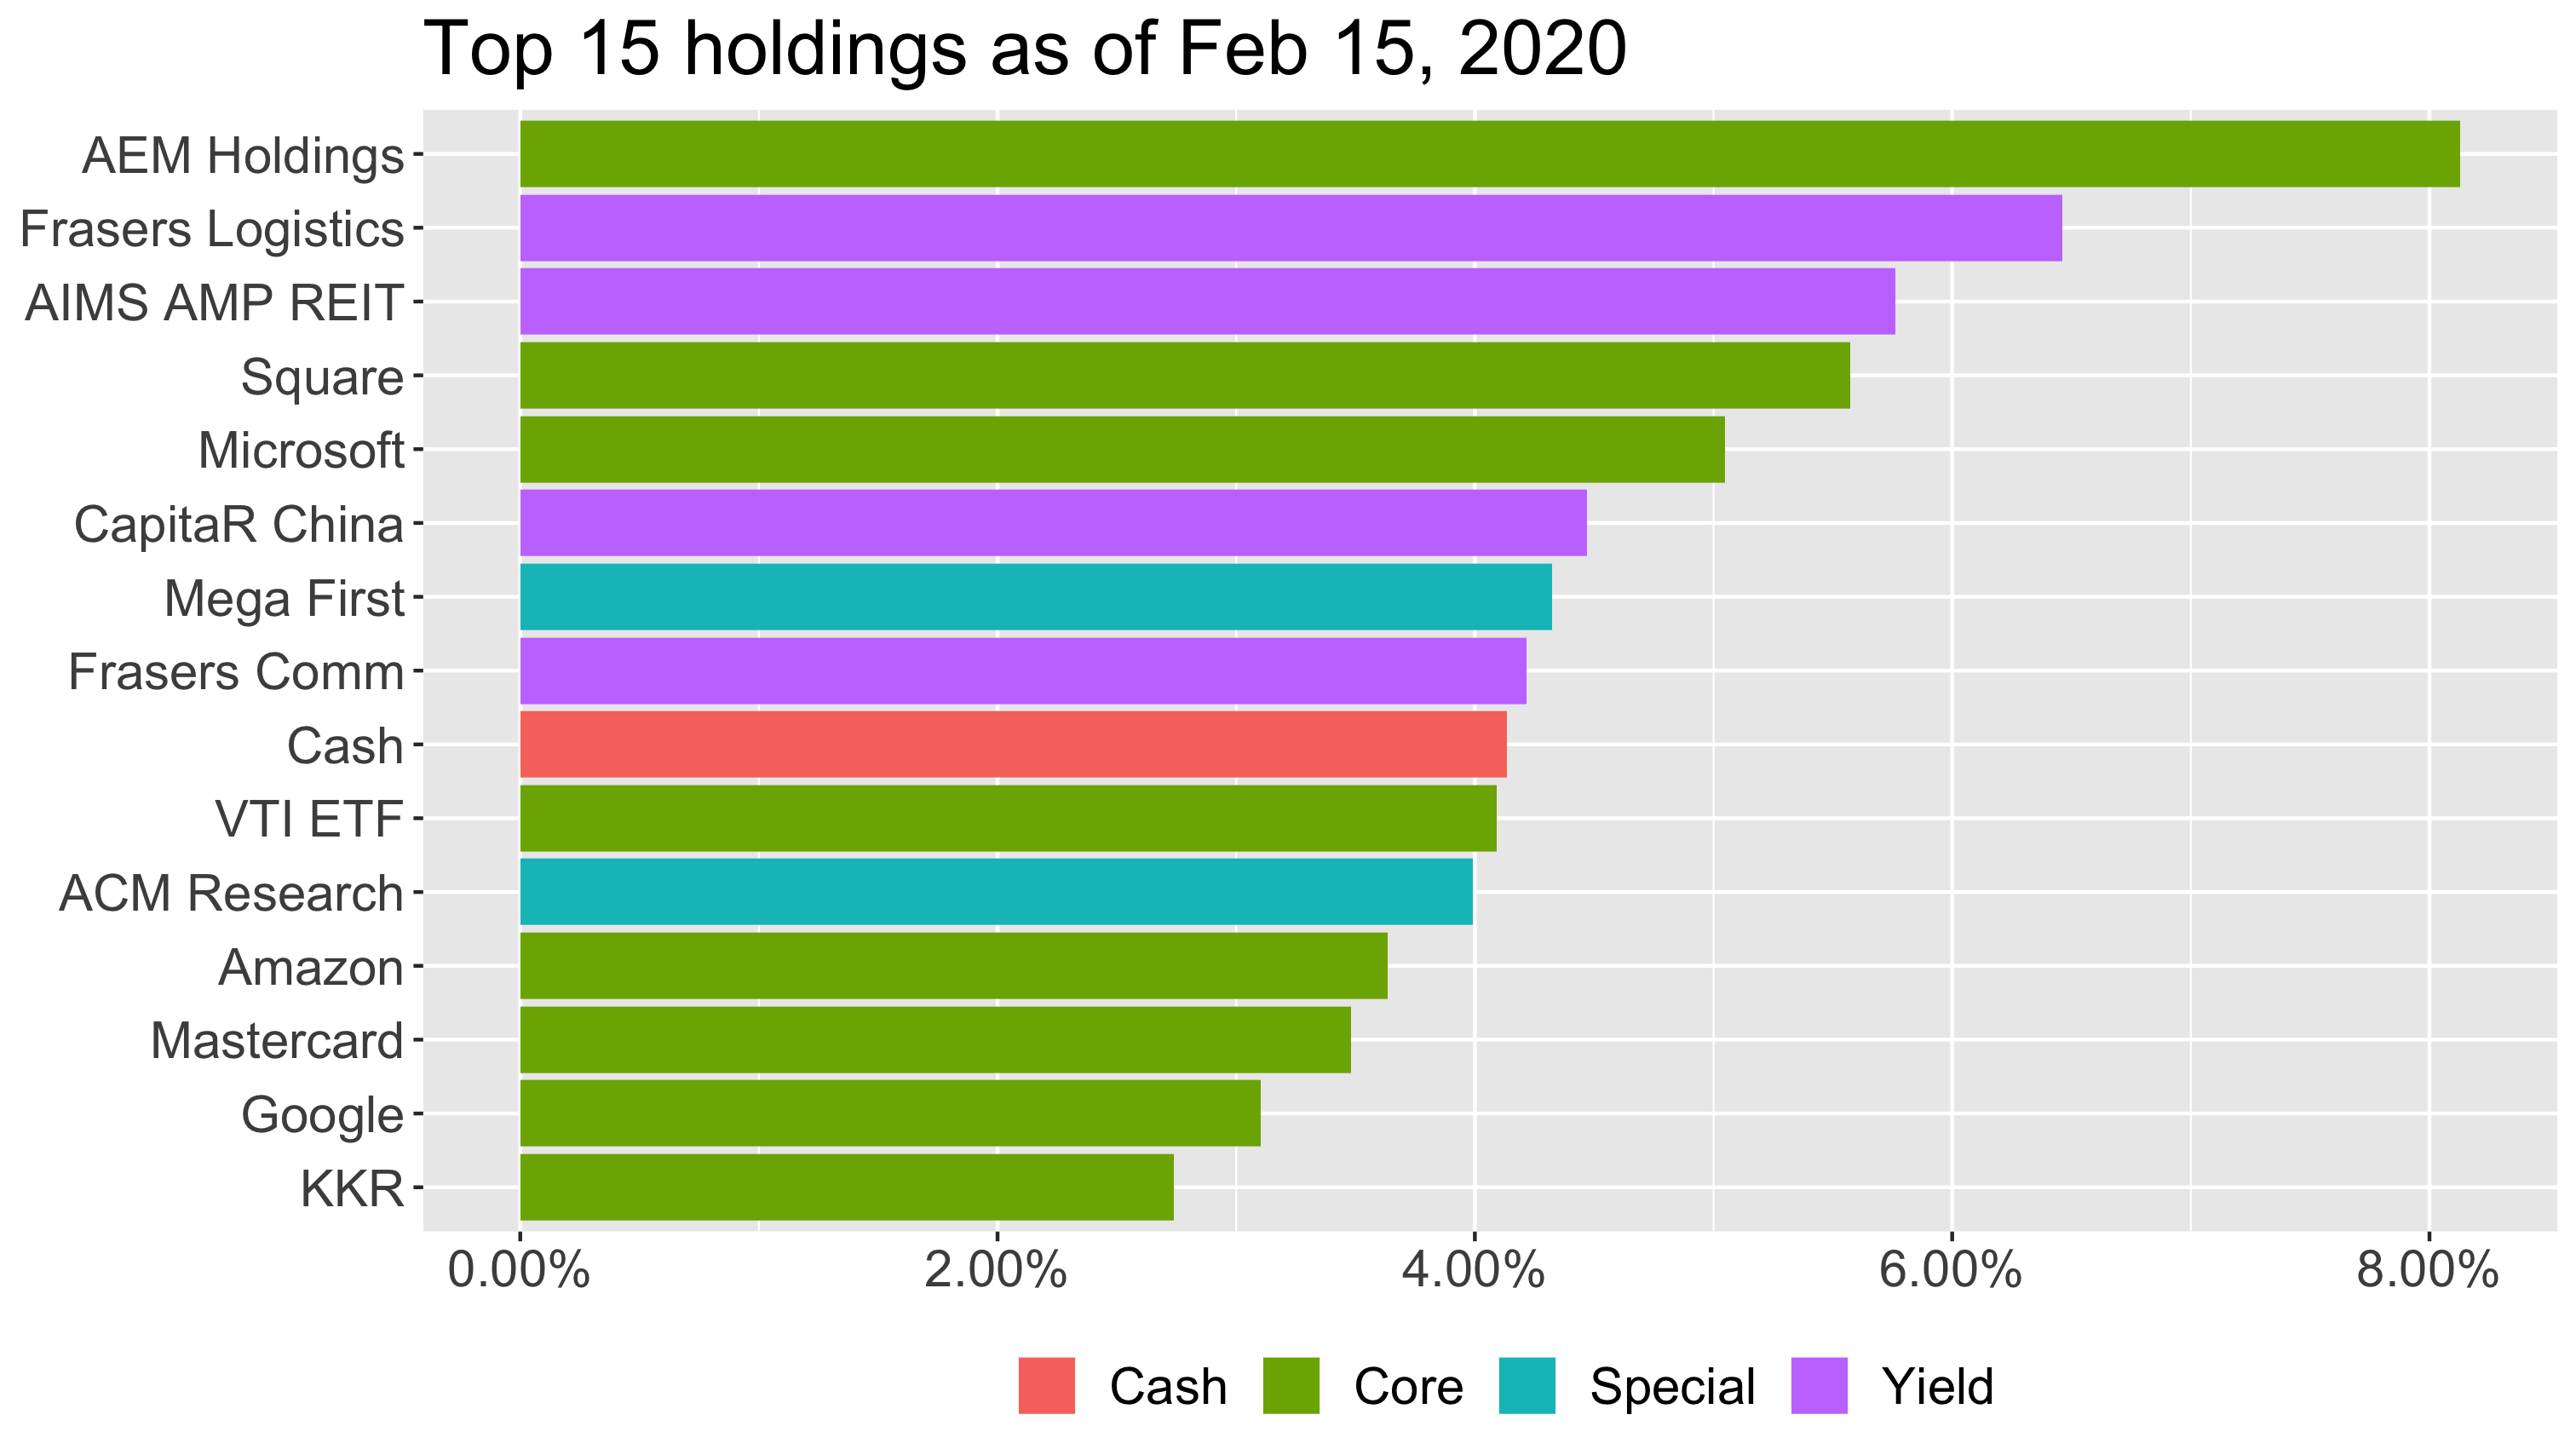 Top 15 holdings as of Feb 15, 2020
AEM Holdings
Frasers Logistics
AIMS AMP REIT
Square
Microsoft
CapitaR China
Mega First
Frasers Comm
Cash
VTI ETF
ACM Research
Amazon
Mastercard
Google
KKR
0.00% 2.00% 4.00% 6.00% 8.00%
Cash Core Special Yield